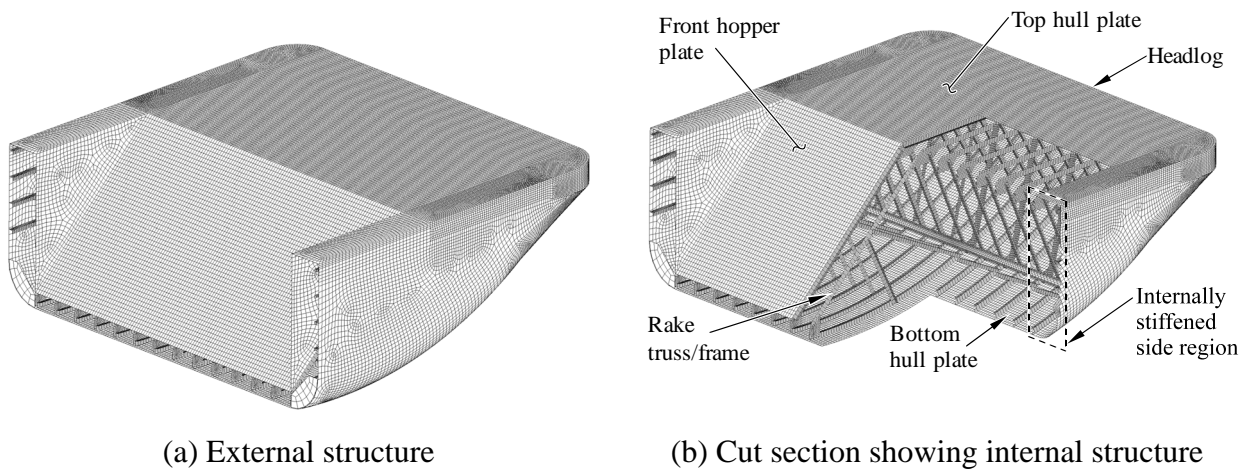 Front hopper
plate
Top hull plate
Headlog
Rake
truss/frame
Bottom
hull plate
Internally
stiffened
side region
(a) External structure
(b) Cut section showing internal structure